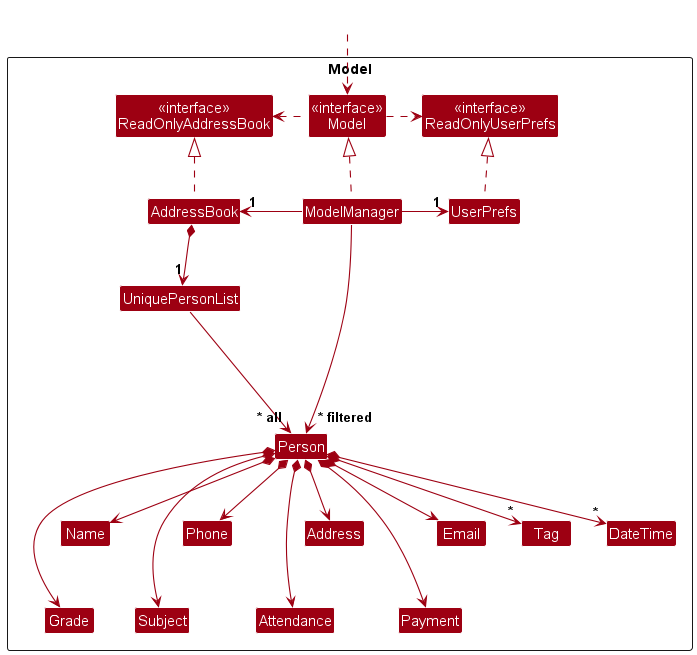 Model
«interface»
ReadOnlyAddressBook
«interface»
Model
«interface»
ReadOnlyUserPrefs
AddressBook
1
ModelManager
1
UserPrefs
1
UniquePersonList
* all
* filtered
Person
*
*
Name
Phone
Address
Email
Tag
DateTime
Grade
Subject
Attendance
Payment